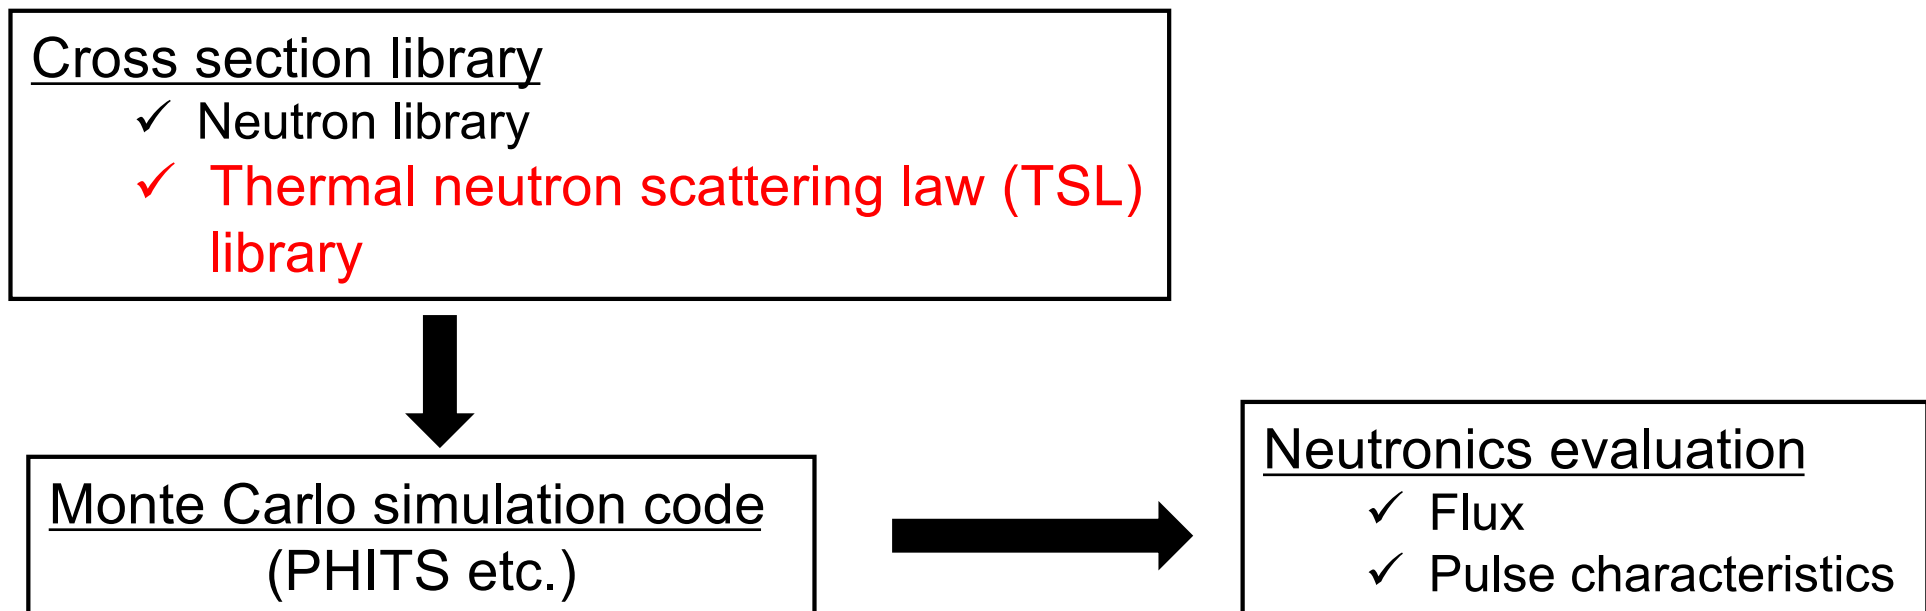 Cross section library
✓ Neutron library
✓ Thermal neutron scattering law (TSL)
library
Monte Carlo simulation code
(PHITS etc.)
Neutronics evaluation
✓ Flux
✓ Pulse characteristics